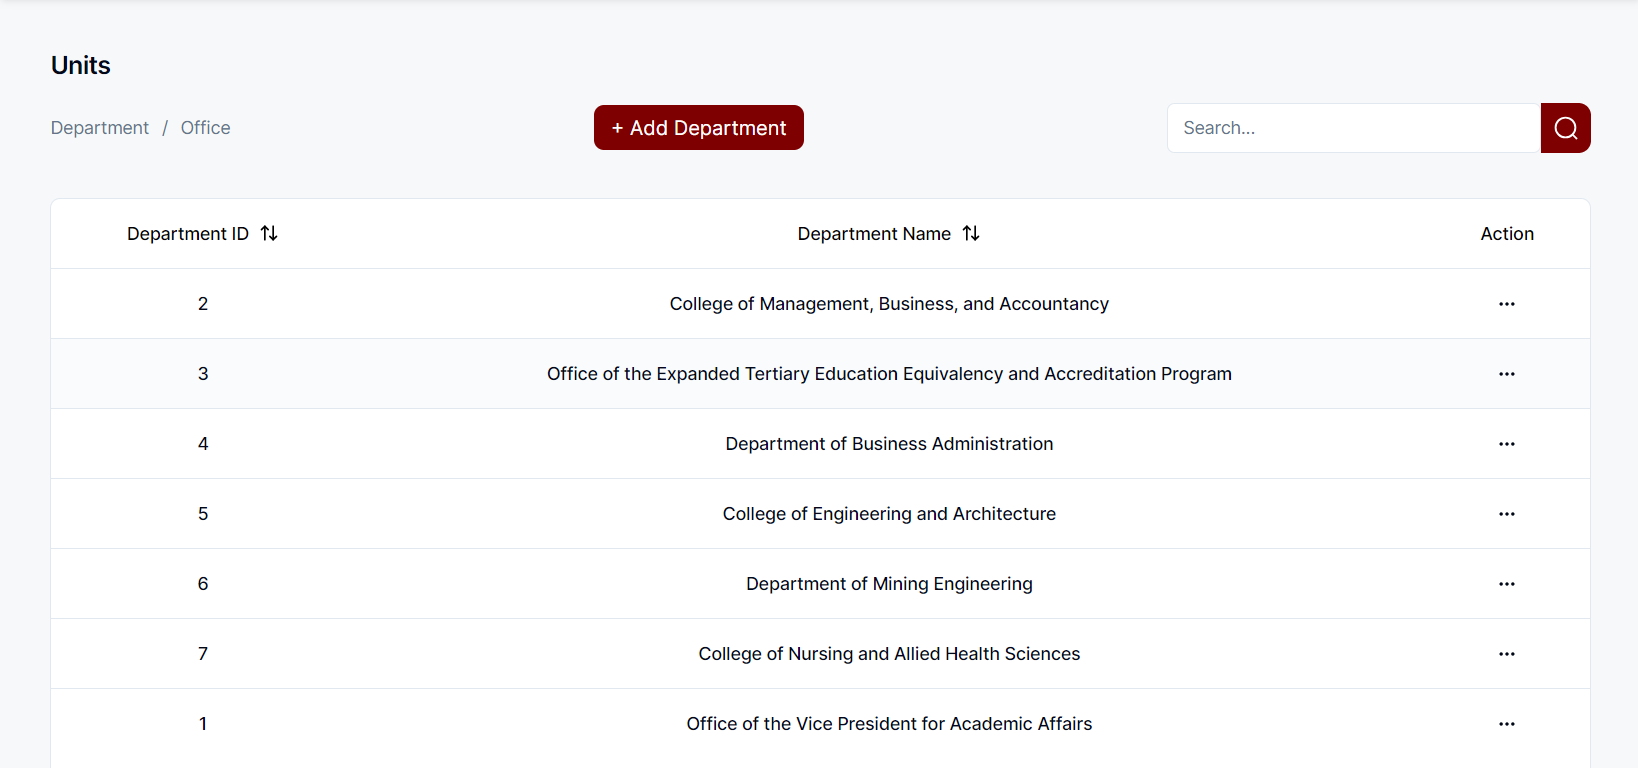 Units
Department / Office
+ Add Department
Search...
Department ID Department Name Action
2 College of Management, Business, and Accountancy ...
3 Office of the Expanded Tertiary Education Equivalency and Accreditation Program ...
4 Department of Business Administration ...
5 College of Engineering and Architecture ...
6 Department of Mining Engineering ...
7 College of Nursing and Allied Health Sciences ...
1 Office of the Vice President for Academic Affairs ...